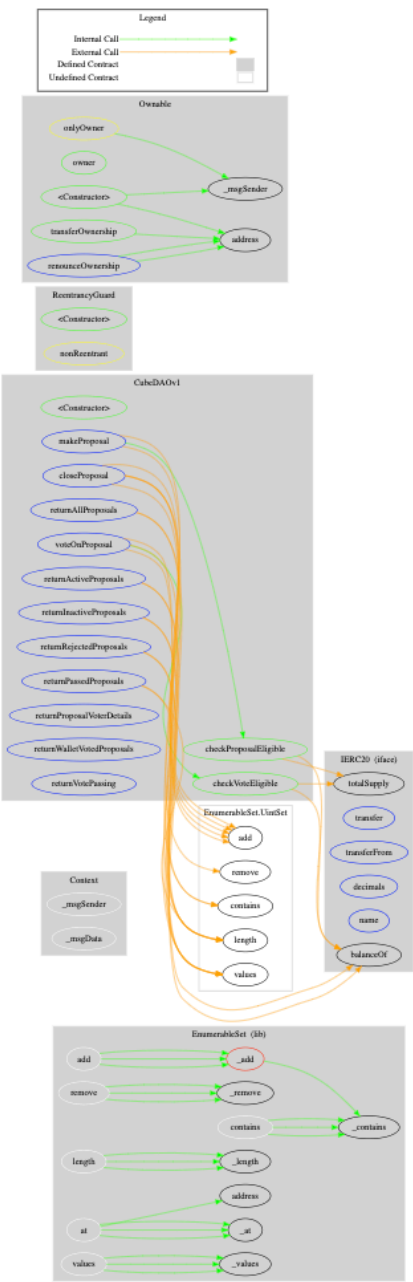 Legend
Internal Call
External Call
Defined Contract
Undefined Contract
Ownable
onlyOwner
owner
<Constructor>
_msgSender
transferOwnership
address
renounceOwnership
ReentrancyGuard
<Constructor>
nonReentrant
CubeDAOv1
<Constructor>
makeProposal
closeProposal
returnAllProposals
voteOnProposal
returnActiveProposals
returnInactiveProposals
returnRejectedProposals
returnPassedProposals
returnProposalVoterDetails
returnWalletVotedProposals
checkProposalEligible
returnVotePassing
checkVoteEligible
IERC20 (iface)
totalSupply
transfer
transferFrom
decimals
name
balanceOf
EnumerableSet.UintSet
add
remove
contains
length
values
Context
_msgSender
_msgData
EnumerableSet (lib)
add
_add
remove
_remove
contains
_contains
length
_length
address
at
_at
values
_values